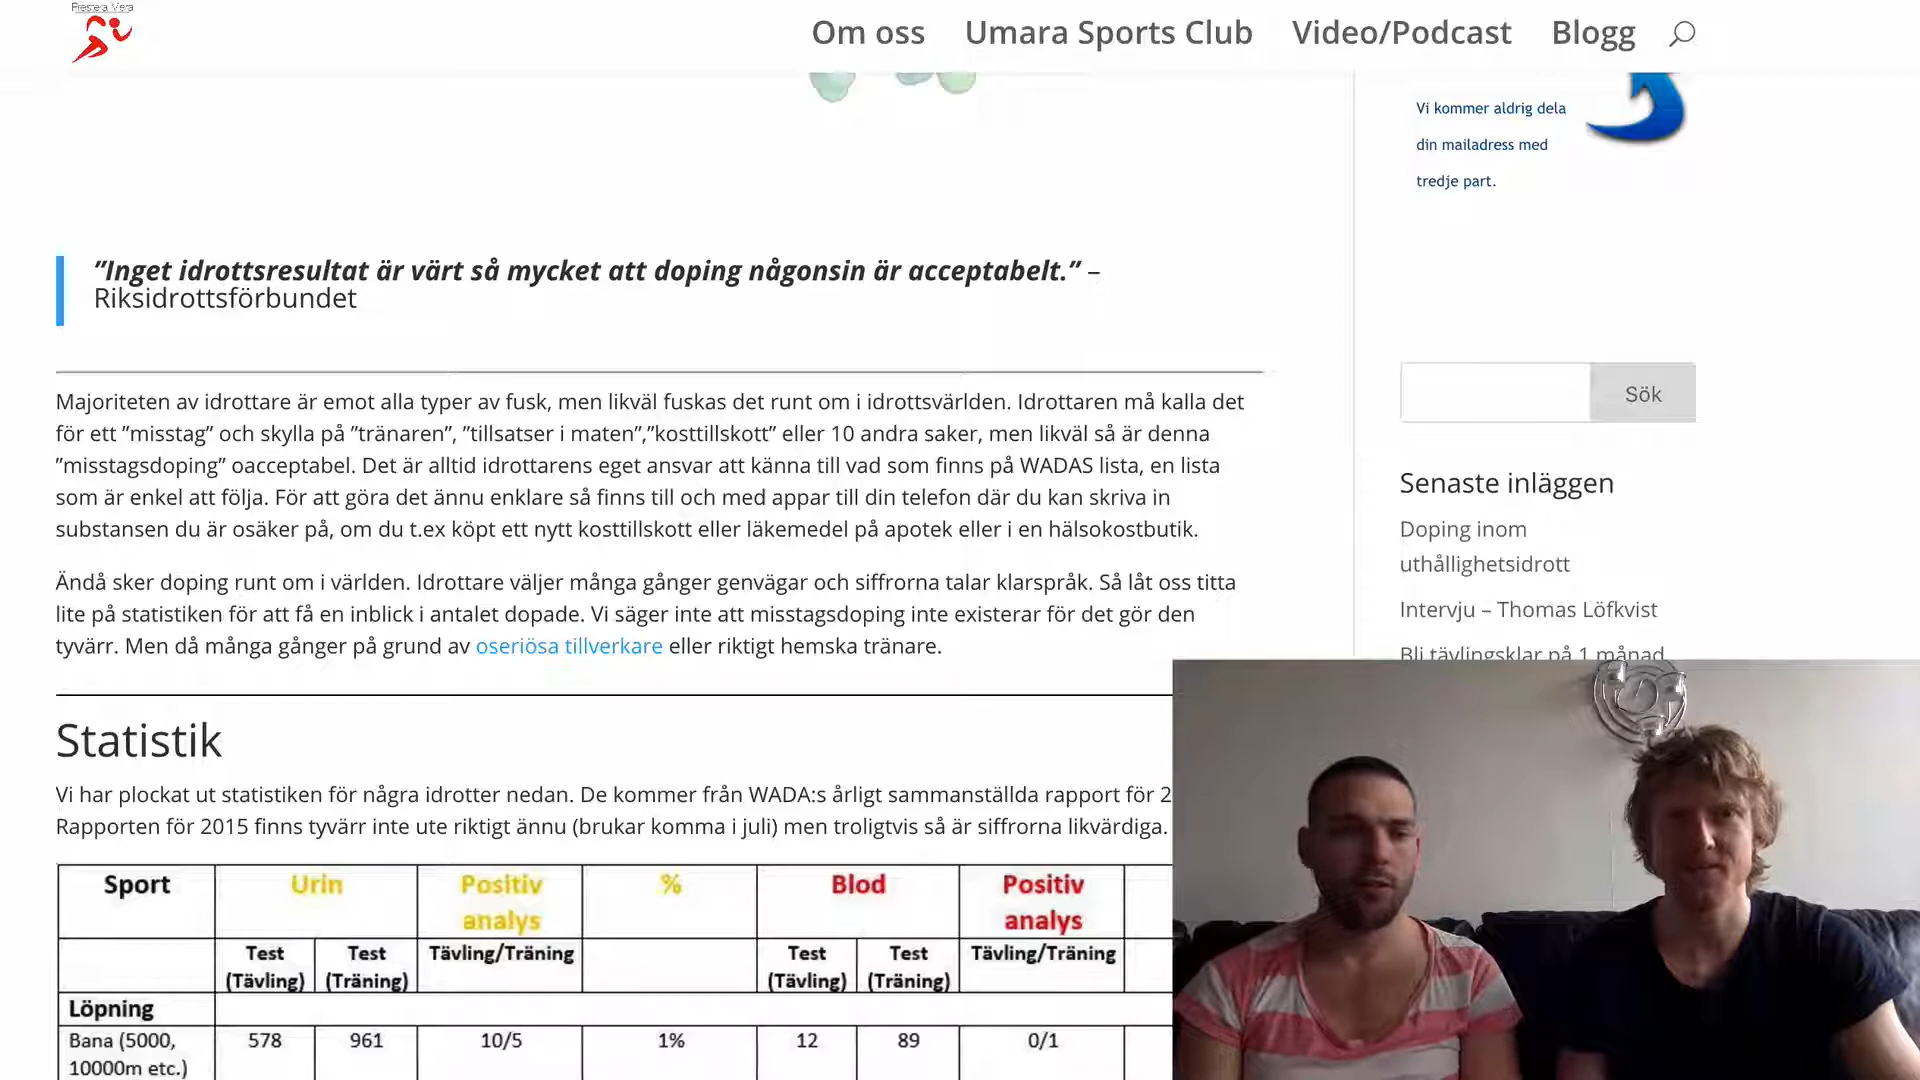 Prestera Mera
Om oss
Umara Sports Club
Video/Podcast
Blogg
Vi kommer aldrig dela
din mailadress med
tredje part.
”Inget idrottsresultat är värt så mycket att doping någonsin är acceptabelt.” –
Riksidrottsförbundet
Majoriteten av idrottare är emot alla typer av fusk, men likväl fuskas det runt om i idrottsvärlden. Idrottaren må kalla det
för ett ”misstag” och skylla på ”tränaren”, ”tillsatser i maten”,”kosttillskott” eller 10 andra saker, men likväl så är denna
”misstagsdoping” oacceptabel. Det är alltid idrottarens eget ansvar att känna till vad som finns på WADAS lista, en lista
som är enkel att följa. För att göra det ännu enklare så finns till och med appar till din telefon där du kan skriva in
substansen du är osäker på, om du t.ex köpt ett nytt kosttillskott eller läkemedel på apotek eller i en hälsokostbutik.
Ändå sker doping runt om i världen. Idrottare väljer många gånger genvägar och siffrorna talar klarspråk. Så låt oss titta
lite på statistiken för att få en inblick i antalet dopade. Vi säger inte att misstagsdoping inte existerar för det gör den
tyvärr. Men då många gånger på grund av oseriösa tillverkare eller riktigt hemska tränare.
Sök
Senaste inläggen
Doping inom
uthållighetsidrott
Intervju – Thomas Löfkvist
Bli tävlingsklar på 1 månad
Statistik
Vi har plockat ut statistiken för några idrotter nedan. De kommer från WADA:s årligt sammanställda rapport för 2
Rapporten för 2015 finns tyvärr inte ute riktigt ännu (brukar komma i juli) men troligtvis så är siffrorna likvärdiga.
Sport Urin Positiv % Blod Positiv
analys analys
Test Test Tävling/Träning Test Test Tävling/Träning
(Tävling) (Träning) (Tävling) (Träning)
Löpning
Bana (5000, 578 961 10/5 1% 12 89 0/1
10000m etc.)